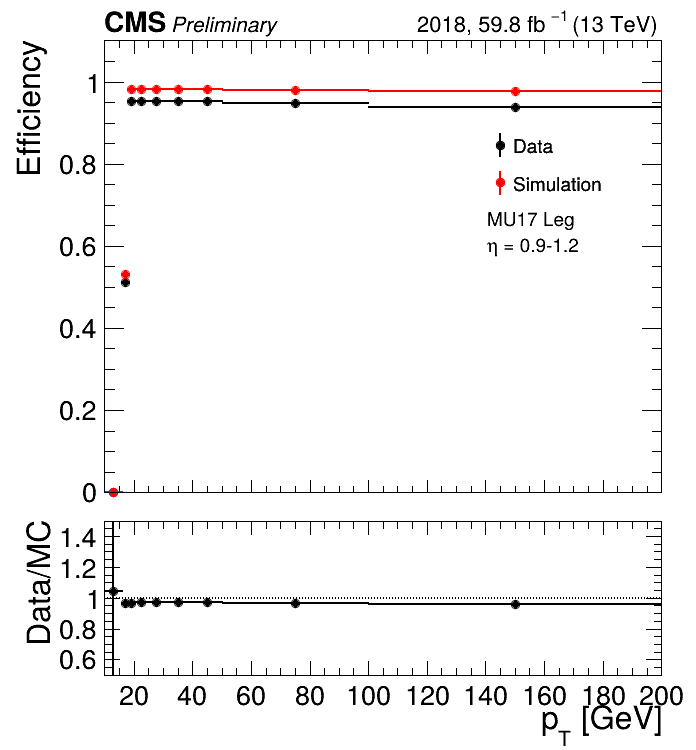 CMS Preliminary 2018, 59.8 fb⁻¹ (13 TeV)
Efficiency
1
0.8
0.6
0.4
0.2
0
Data
Simulation
MU17 Leg
η = 0.9-1.2
Data/MC
1.4
1.2
1
0.8
0.6
20 40 60 80 100 120 140 160 180 200
p_T [GeV]